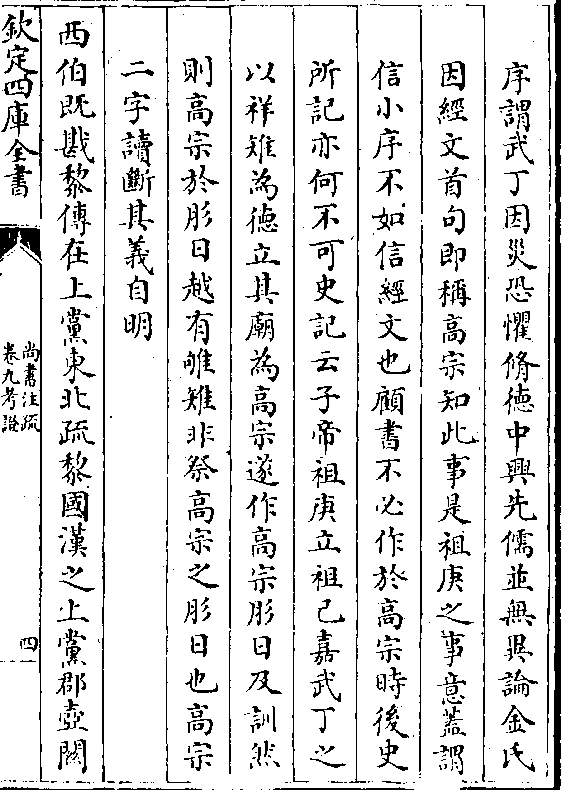 序謂武丁因災恐懼脩德中興先儒並無異論金氏
因經文首句即稱高宗知此事是祖庚之事意蓋謂
信小序不如信經文也顧書不必作於高宗時後史
所記亦何不可史記云子帝祖庚立祖己嘉武丁之
以祥雉為德立其廟為高宗遂作高宗肜日及訓然
則高宗於肜日越有雊雉非祭高宗之肜日也高宗
二字讀斷其義自明
西伯既戡黎傳在上黨東北疏黎國漢之上黨郡壺關
欽定四庫全書
尚書注疏
卷九考證
四